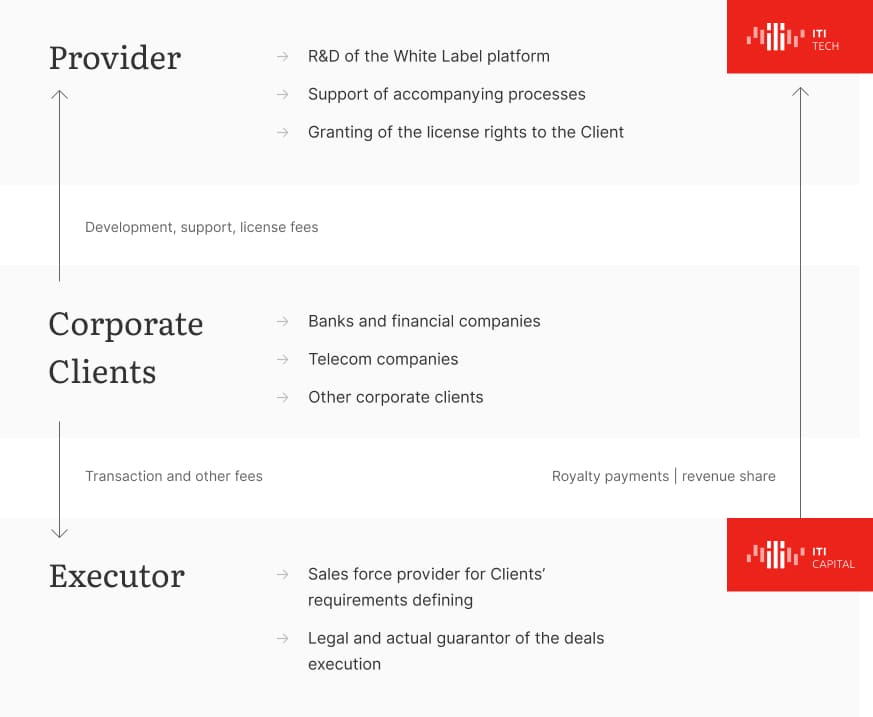 Provider
R&D of the White Label platform
Support of accompanying processes
Granting of the license rights to the Client
ITI
TECH
Development, support, license fees
Corporate
Clients
Banks and financial companies
Telecom companies
Other corporate clients
Transaction and other fees
Royalty payments | revenue share
Executor
Sales force provider for Clients’
requirements defining
Legal and actual guarantor of the deals
execution
ITI
CAPITAL